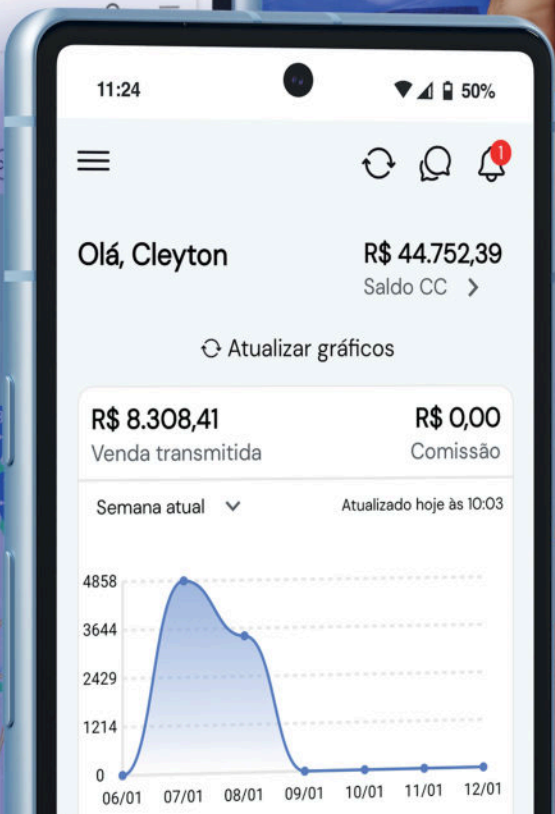 11:24
50%
1
Olá, Cleyton
R$ 44.752,39
Saldo CC
Atualizar gráficos
R$ 8.308,41
R$ 0,00
Venda transmitida
Comissão
Semana atual
Atualizado hoje às 10:03
4858
3644
2429
1214
0
06/01 07/01 08/01 09/01 10/01 11/01 12/01